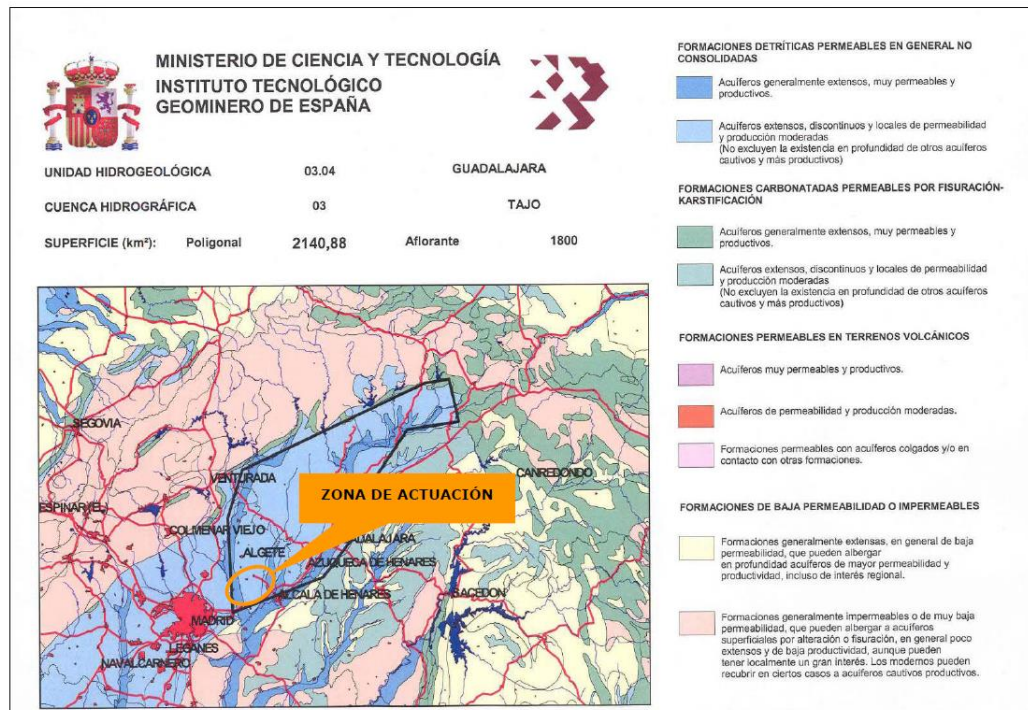 MINISTERIO DE CIENCIA Y TECNOLOGÍA
INSTITUTO TECNOLÓGICO
GEOMINERO DE ESPAÑA
UNIDAD HIDROGEOLÓGICA 03.04 GUADALAJARA
CUENCA HIDROGRÁFICA 03 TAJO
SUPERFICIE (km²): Poligonal 2140,88 Aflorante 1800
SEGOVIA
VENTURADA
CANREDONDO
ZONA DE ACTUACIÓN
COLMENAR VIEJO
ALGETE
AZUQUECA DE HENARES
ALCALA DE HENARES
SACEDON
MADRID
LEGANES
NAVALCARNERO
FORMACIONES DETRÍTICAS PERMEABLES EN GENERAL NO
CONSOLIDADAS
Acuíferos generalmente extensos, muy permeables y
productivos.
Acuíferos extensos, discontinuos y locales de permeabilidad
y producción moderadas
(No excluyen la existencia en profundidad de otros acuíferos
cautivos y más productivos)
FORMACIONES CARBONATADAS PERMEABLES POR FISURACIÓN-
KARSTIFICACIÓN
Acuíferos generalmente extensos, muy permeables y
productivos.
Acuíferos extensos, discontinuos y locales de permeabilidad
y producción moderadas
(No excluyen la existencia en profundidad de otros acuíferos
cautivos y más productivos)
FORMACIONES PERMEABLES EN TERRENOS VOLCÁNICOS
Acuíferos muy permeables y productivos.
Acuíferos de permeabilidad y producción moderadas.
Formaciones permeables con acuíferos colgados y/o en
contacto con otras formaciones.
FORMACIONES DE BAJA PERMEABILIDAD O IMPERMEABLES
Formaciones generalmente extensas, en general de baja
permeabilidad, que pueden albergar
en profundidad acuíferos de mayor permeabilidad y
productividad, incluso de interés regional.
Formaciones generalmente impermeables o de muy baja
permeabilidad, que pueden albergar a acuíferos
superficiales por alteración o fisuración, en general poco
extensos y de baja productividad, aunque pueden
tener localmente un gran interés. Los modernos pueden
recubrir en ciertos casos a acuíferos cautivos productivos.